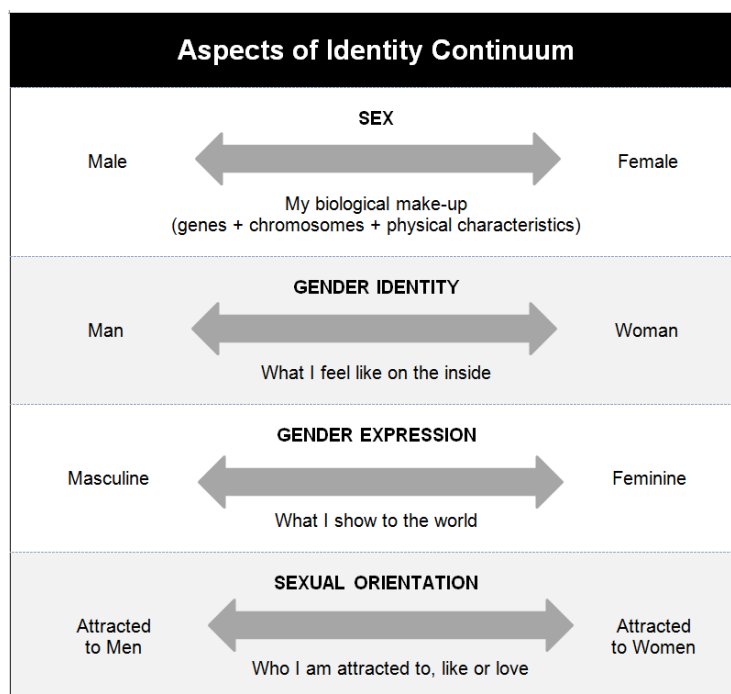 Aspects of Identity Continuum
SEX
Male
Female
My biological make-up
(genes + chromosomes + physical characteristics)
GENDER IDENTITY
Man
Woman
What I feel like on the inside
GENDER EXPRESSION
Masculine
Feminine
What I show to the world
SEXUAL ORIENTATION
Attracted
to Men
Attracted
to Women
Who I am attracted to, like or love